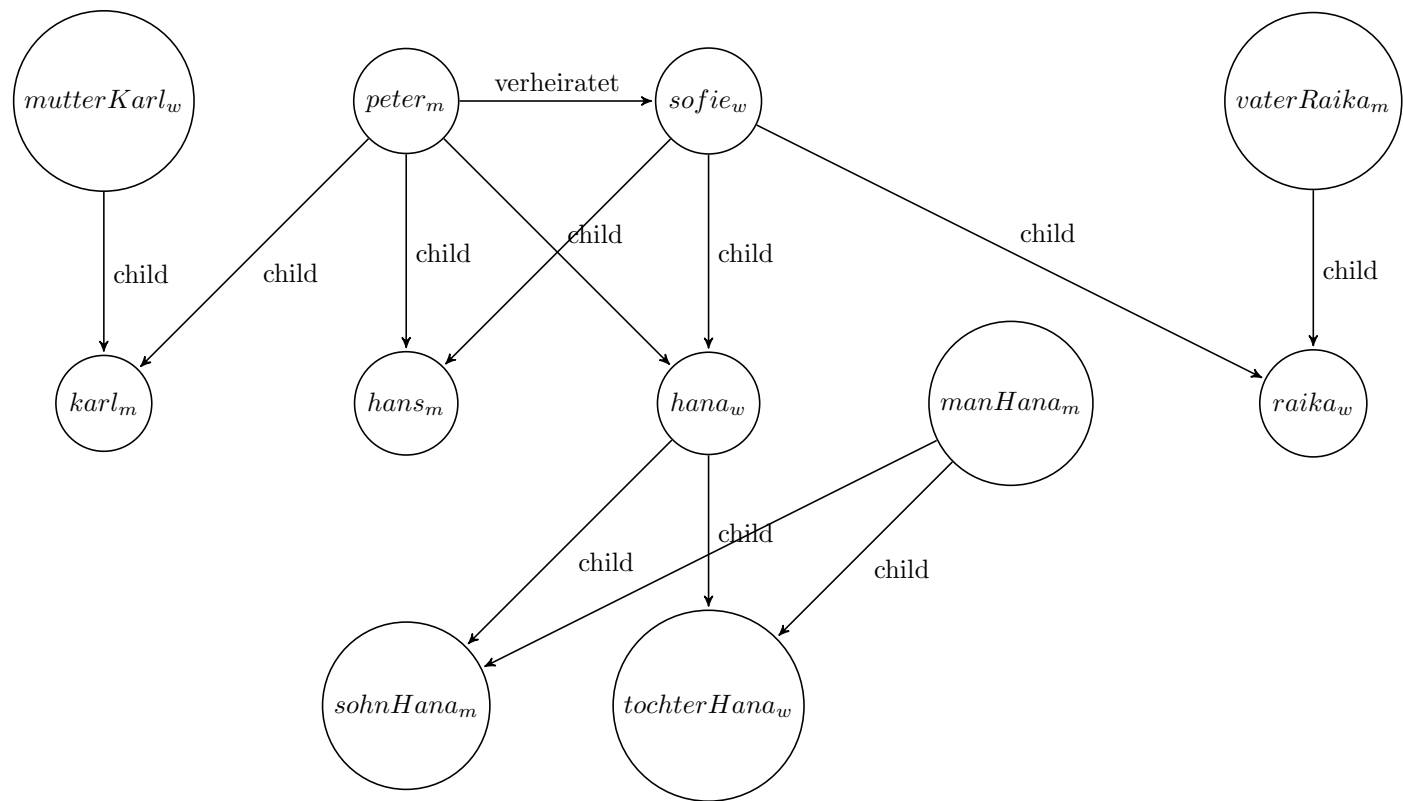 verheiratet
mutterKarl_w
peter_m
sofie_w
vaterRaika_m
child
child
child
child
child
child
child
karl_m
hans_m
hana_w
manHana_m
raika_w
child
child
child
sohnHana_m
tochterHana_w